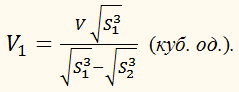 V₁ = V√S₁³ / (√S₁³ − √S₂³) (куб. од.).